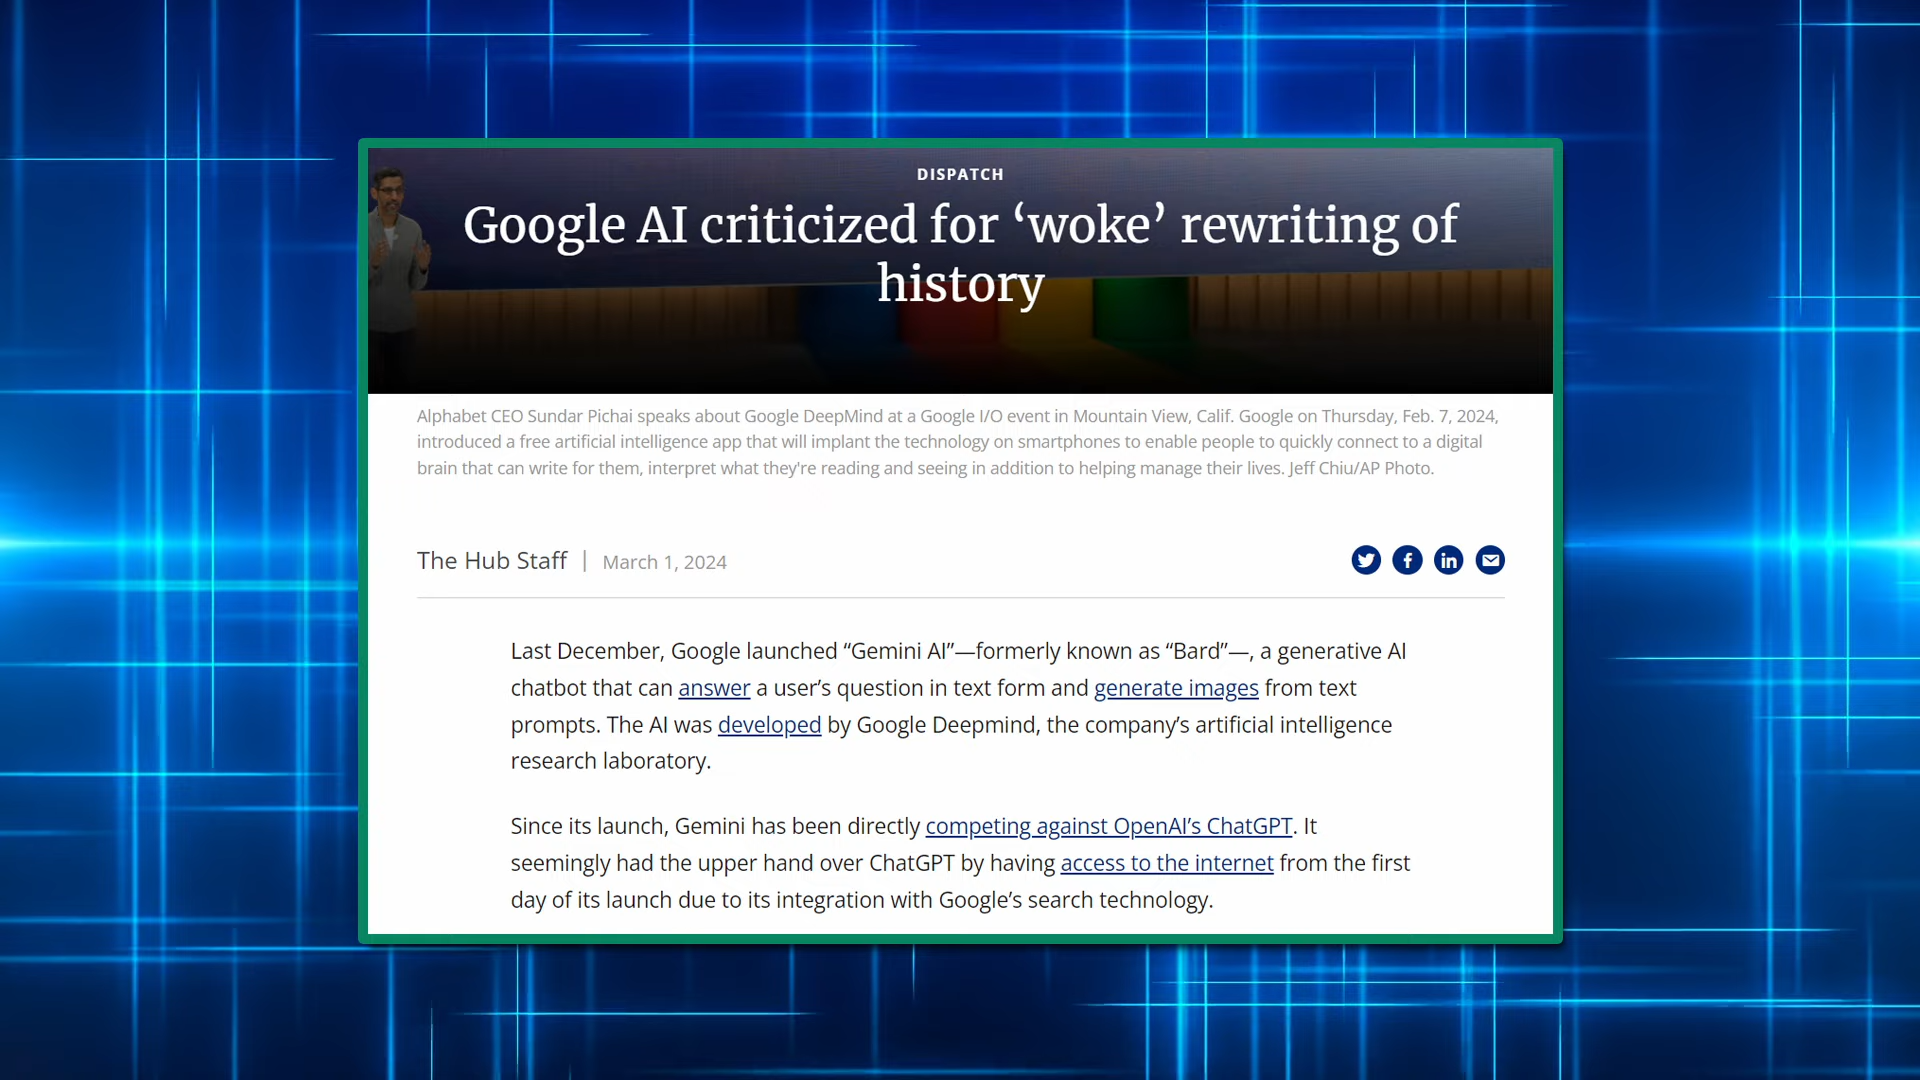 DISPATCH
Google AI criticized for ‘woke’ rewriting of
history
Alphabet CEO Sundar Pichai speaks about Google DeepMind at a Google I/O event in Mountain View, Calif. Google on Thursday, Feb. 7, 2024,
introduced a free artificial intelligence app that will implant the technology on smartphones to enable people to quickly connect to a digital
brain that can write for them, interpret what they're reading and seeing in addition to helping manage their lives. Jeff Chiu/AP Photo.
The Hub Staff | March 1, 2024
Last December, Google launched “Gemini AI”—formerly known as “Bard”—, a generative AI
chatbot that can answer a user’s question in text form and generate images from text
prompts. The AI was developed by Google Deepmind, the company’s artificial intelligence
research laboratory.
Since its launch, Gemini has been directly competing against OpenAI’s ChatGPT. It
seemingly had the upper hand over ChatGPT by having access to the internet from the first
day of its launch due to its integration with Google’s search technology.